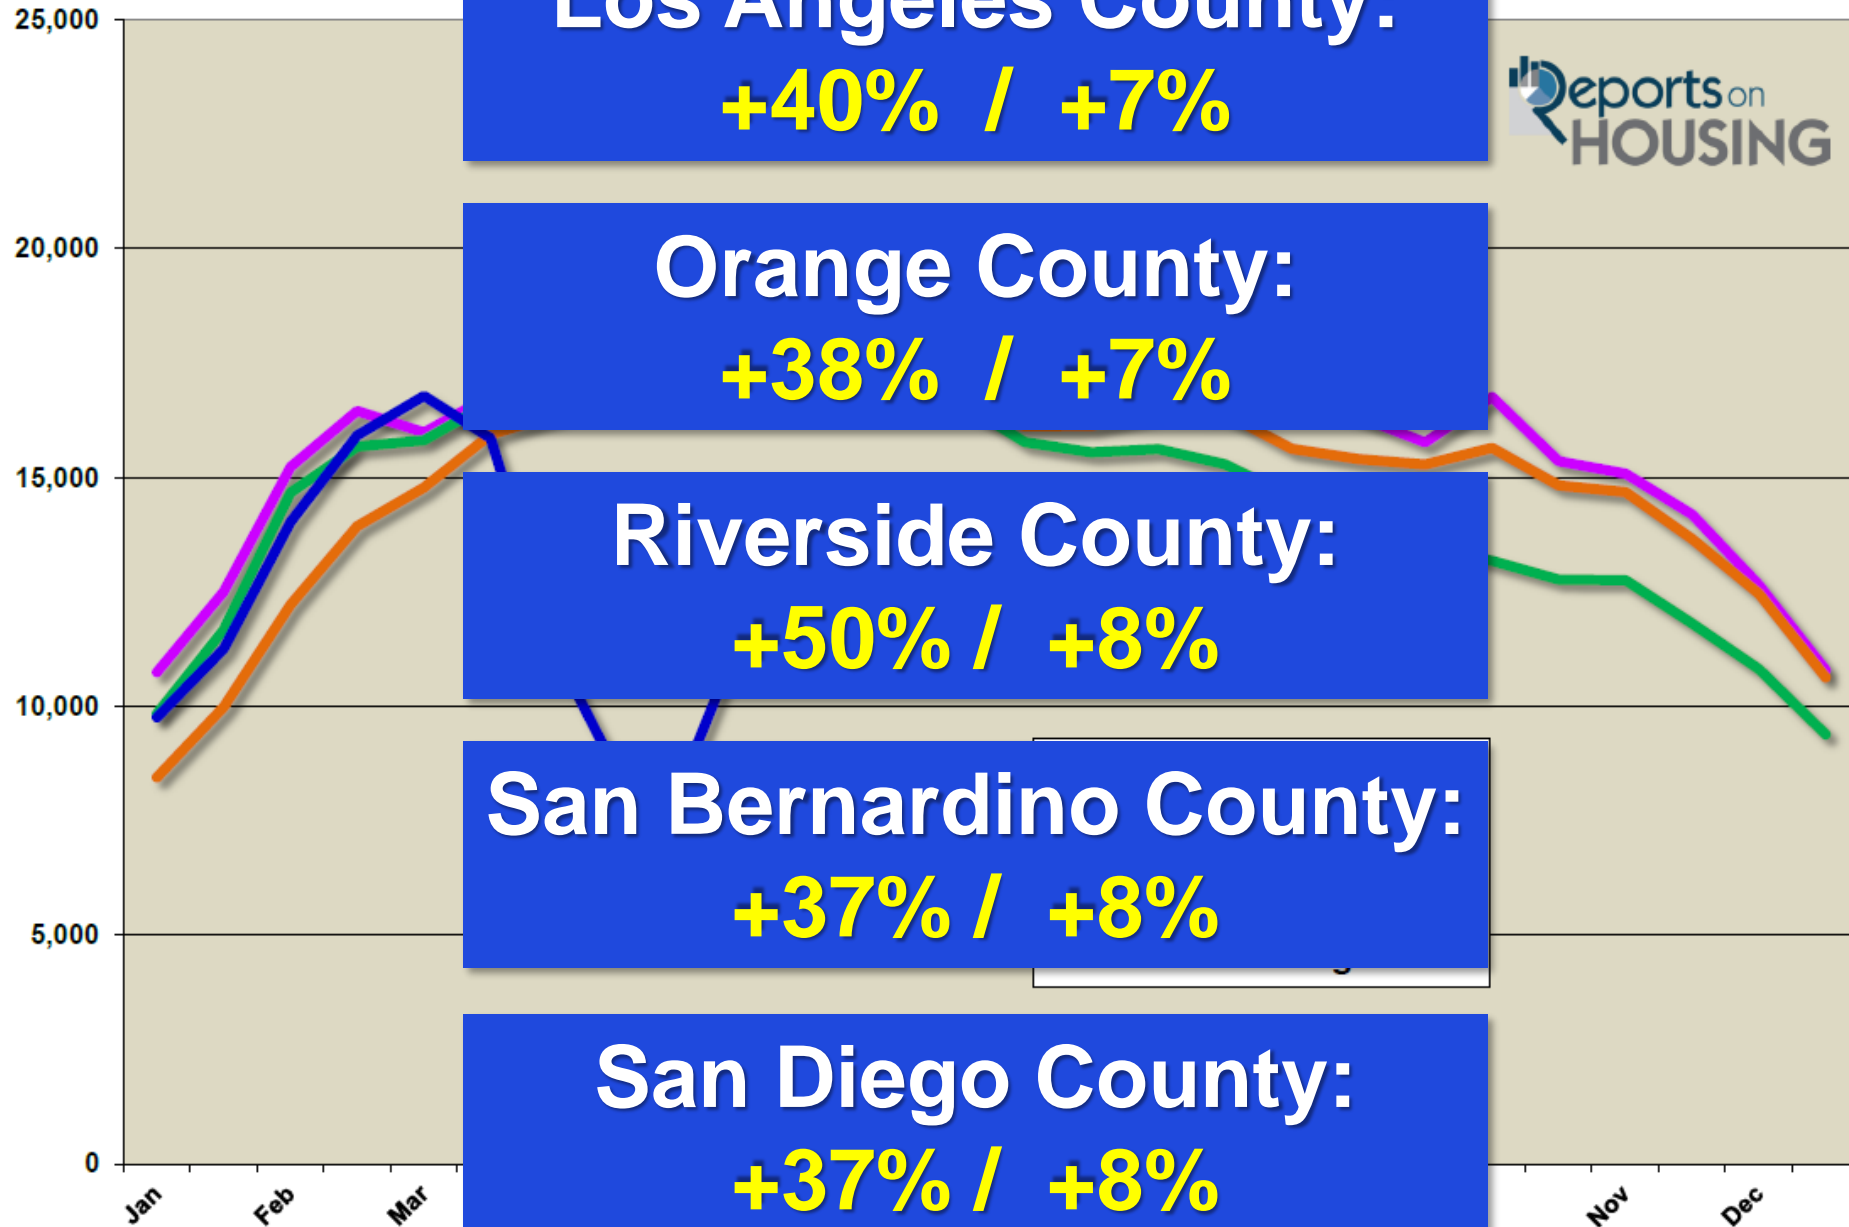 Los Angeles County:
+40% / +7%
Reports on
HOUSING
Orange County:
+38% / +7%
Riverside County:
+50% / +8%
San Bernardino County:
+37% / +8%
San Diego County:
+37% / +8%
25,000
20,000
15,000
10,000
5,000
0
Jan
Feb
Mar
Nov
Dec